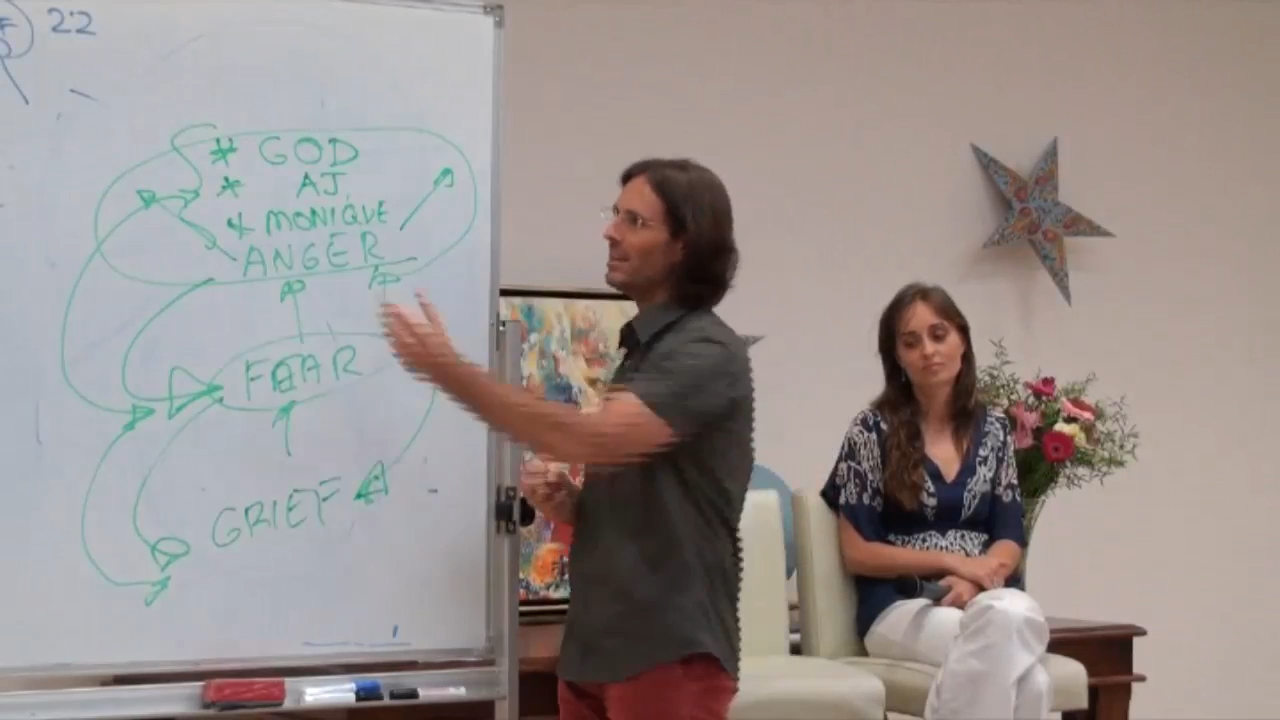 22
* GOD
* AJ
* MONIQUE
ANGER
FEAR
GRIEF